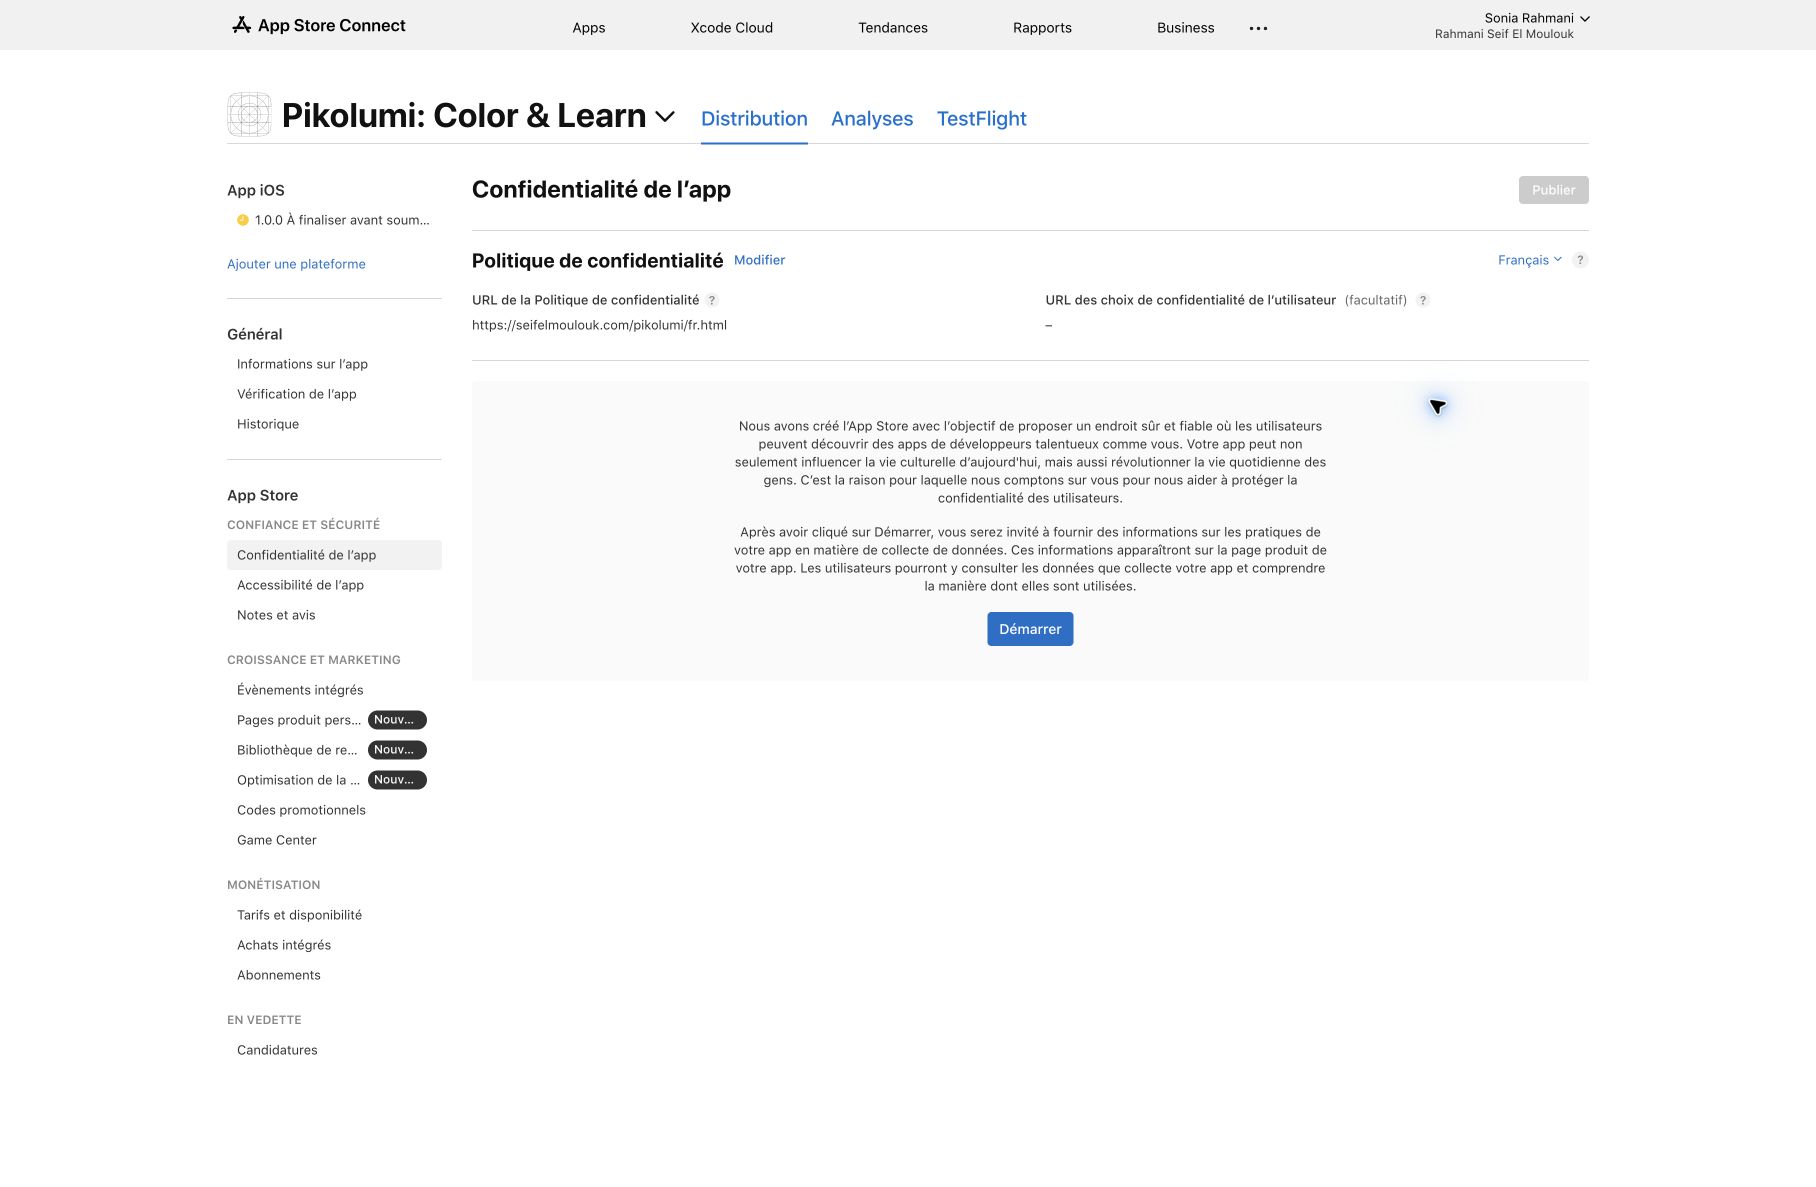 App Store Connect
Apps
Xcode Cloud
Tendances
Rapports
Business
Sonia Rahmani
Rahmani Seif El Moulouk
Pikolumi: Color & Learn
Distribution
Analyses
TestFlight
App iOS
1.0.0 À finaliser avant soum...
Ajouter une plateforme
Général
Informations sur l’app
Vérification de l’app
Historique
App Store
CONFIANCE ET SÉCURITÉ
Confidentialité de l’app
Accessibilité de l’app
Notes et avis
CROISSANCE ET MARKETING
Évènements intégrés
Pages produit pers... Nouv...
Bibliothèque de re... Nouv...
Optimisation de la ... Nouv...
Codes promotionnels
Game Center
MONÉTISATION
Tarifs et disponibilité
Achats intégrés
Abonnements
EN VEDETTE
Candidatures
Confidentialité de l’app
Publier
Politique de confidentialité Modifier
Français ?
URL de la Politique de confidentialité ?
https://seifelmoulouk.com/pikolumi/fr.html
URL des choix de confidentialité de l’utilisateur (facultatif) ?
–
Nous avons créé l’App Store avec l’objectif de proposer un endroit sûr et fiable où les utilisateurs
peuvent découvrir des apps de développeurs talentueux comme vous. Votre app peut non
seulement influencer la vie culturelle d’aujourd'hui, mais aussi révolutionner la vie quotidienne des
gens. C’est la raison pour laquelle nous comptons sur vous pour nous aider à protéger la
confidentialité des utilisateurs.
Après avoir cliqué sur Démarrer, vous serez invité à fournir des informations sur les pratiques de
votre app en matière de collecte de données. Ces informations apparaîtront sur la page produit de
votre app. Les utilisateurs pourront y consulter les données que collecte votre app et comprendre
la manière dont elles sont utilisées.
Démarrer